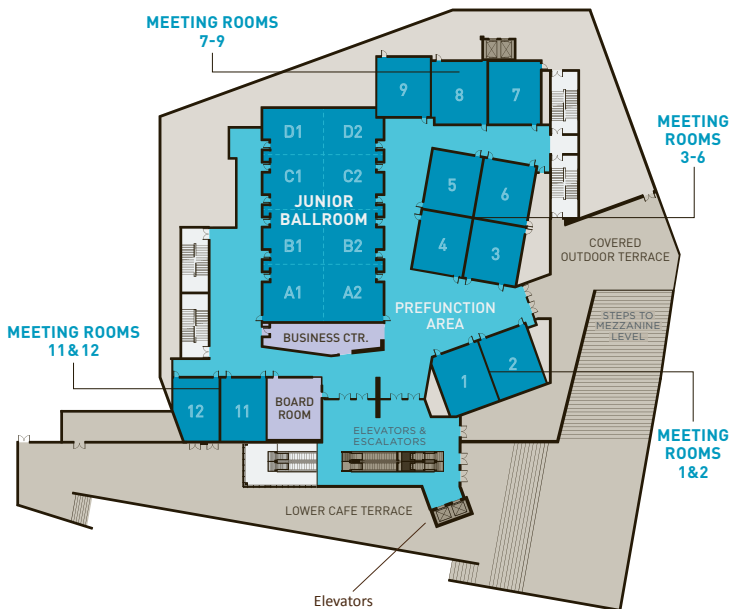 MEETING ROOMS
7-9
9
8
7
MEETING
ROOMS
3-6
D1
D2
C1
C2
JUNIOR
BALLROOM
B1
B2
A1
A2
5
6
4
3
COVERED
OUTDOOR TERRACE
PREFUNCTION
AREA
STEPS TO
MEZZANINE
LEVEL
BUSINESS CTR.
MEETING ROOMS
11&12
1
2
12
11
BOARD
ROOM
ELEVATORS &
ESCALATORS
MEETING
ROOMS
1&2
LOWER CAFE TERRACE
Elevators